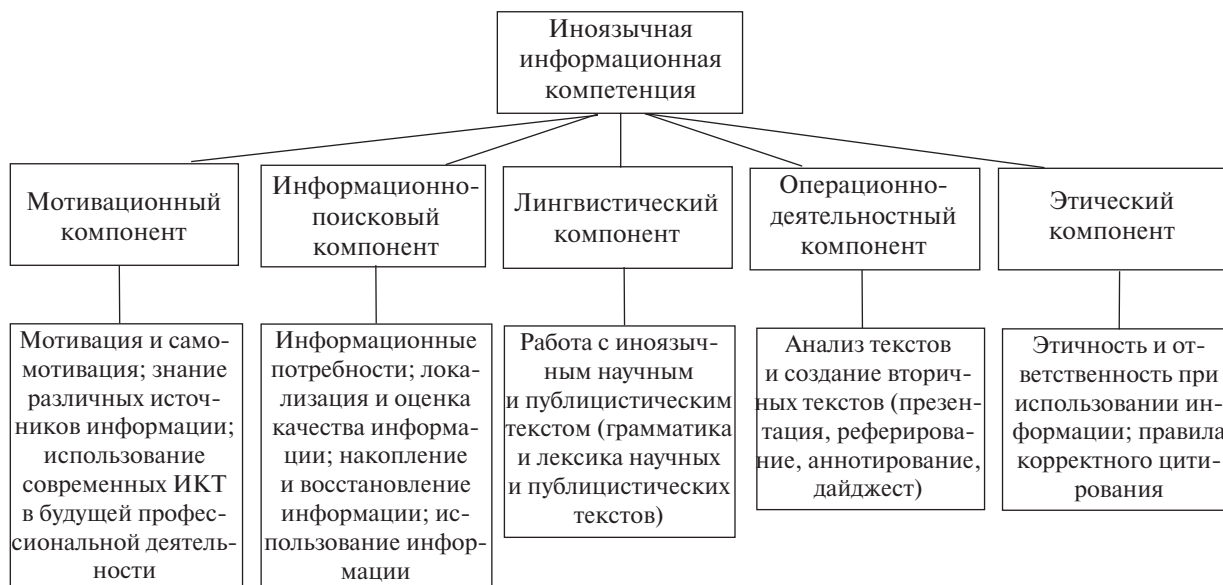 Иноязычная
информационная
компетенция
Мотивационный
компонент
Информационно-
поисковый
компонент
Лингвистический
компонент
Операционно-
деятельностный
компонент
Этический
компонент
Мотивация и само-
мотивация; знание
различных источ-
ников информации;
использование
современных ИКТ
в будущей профес-
сиональной деятель-
ности
Информационные
потребности; лока-
лизация и оценка
качества информа-
ции; накопление
и восстановление
информации; ис-
пользование инфор-
мации
Работа с иноязыч-
ным научным
и публицистическим
текстом (грамматика
и лексика научных
и публицистических
текстов)
Анализ текстов
и создание вторич-
ных текстов (презен-
тация, реферирова-
ние, аннотирование,
дайджест)
Этичность и от-
ветственность при
использовании ин-
формации; правила
корректного цити-
рования